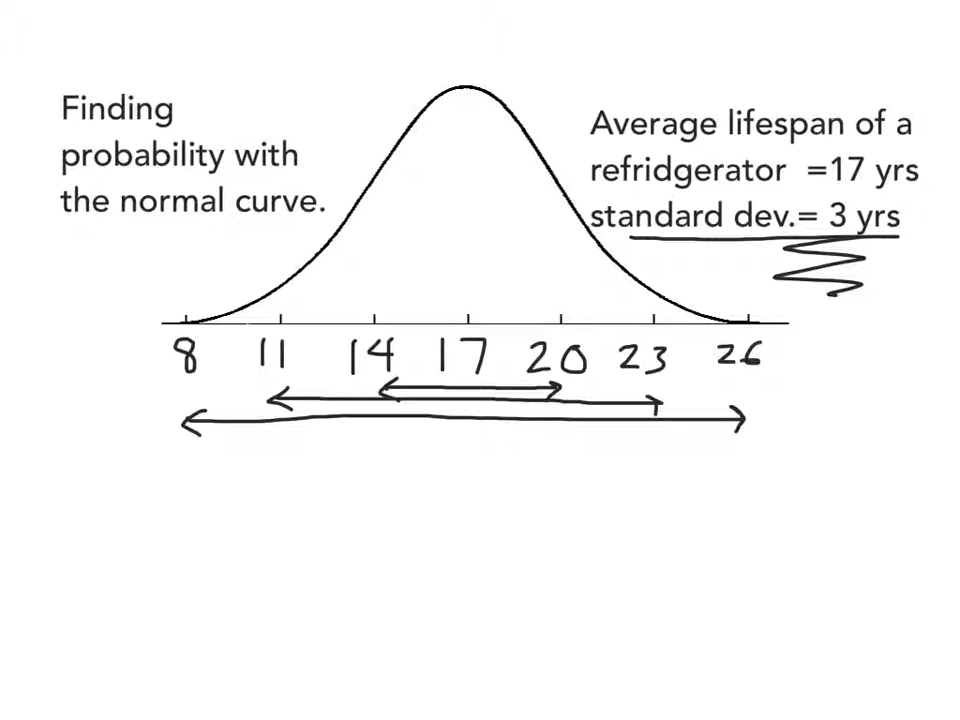 Finding
probability with
the normal curve.
Average lifespan of a
refridgerator =17 yrs
standard dev.= 3 yrs
8 11 14 17 20 23 26